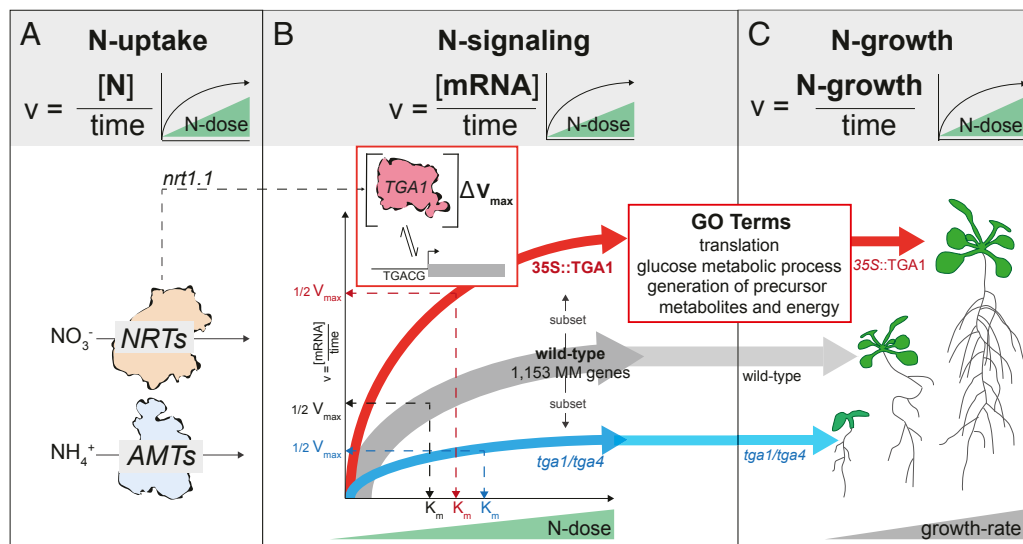 A
N-uptake
v = [N]
time
N-dose
B
N-signaling
v = [mRNA]
time
N-dose
C
N-growth
v = N-growth
time
N-dose
nrt1.1
TGA1
Δ Vmax
TGACG
NO3-
NRTs
NH4+
AMTs
v = [mRNA]
time
1/2 Vmax
1/2 Vmax
1/2 Vmax
35S::TGA1
subset
wild-type
1,153 MM genes
subset
tga1/tga4
Km
Km
Km
N-dose
GO Terms
translation
glucose metabolic process
generation of precursor
metabolites and energy
35S::TGA1
wild-type
tga1/tga4
growth-rate